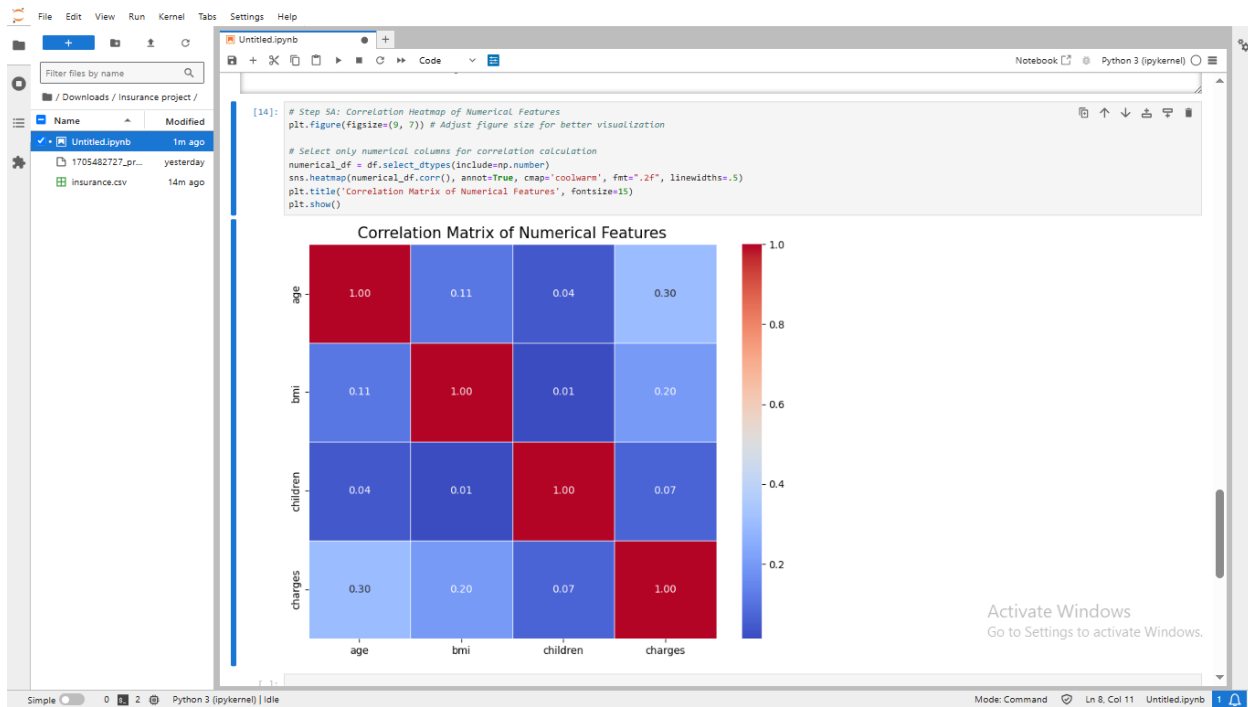 File Edit View Run Kernel Tabs Settings Help
Untitled.ipynb
Code
Notebook
Python 3 (ipykernel)
Filter files by name
/ Downloads / Insurance project /
Name Modified
Untitled.ipynb 1m ago
1705482727_pr... yesterday
insurance.csv 14m ago
[14]:
# Step 5A: Correlation Heatmap of Numerical Features
plt.figure(figsize=(9, 7)) # Adjust figure size for better visualization
# Select only numerical columns for correlation calculation
numerical_df = df.select_dtypes(include=np.number)
sns.heatmap(numerical_df.corr(), annot=True, cmap='coolwarm', fmt=".2f", linewidths=.5)
plt.title('Correlation Matrix of Numerical Features', fontsize=15)
plt.show()
Correlation Matrix of Numerical Features
age 1.00 0.11 0.04 0.30
bmi 0.11 1.00 0.01 0.20
children 0.04 0.01 1.00 0.07
charges 0.30 0.20 0.07 1.00
age bmi children charges
1.0
0.8
0.6
0.4
0.2
Activate Windows
Go to Settings to activate Windows.
[ ]:
Simple 0 2 Python 3 (ipykernel) | Idle
Mode: Command Ln 8, Col 11 Untitled.ipynb 1